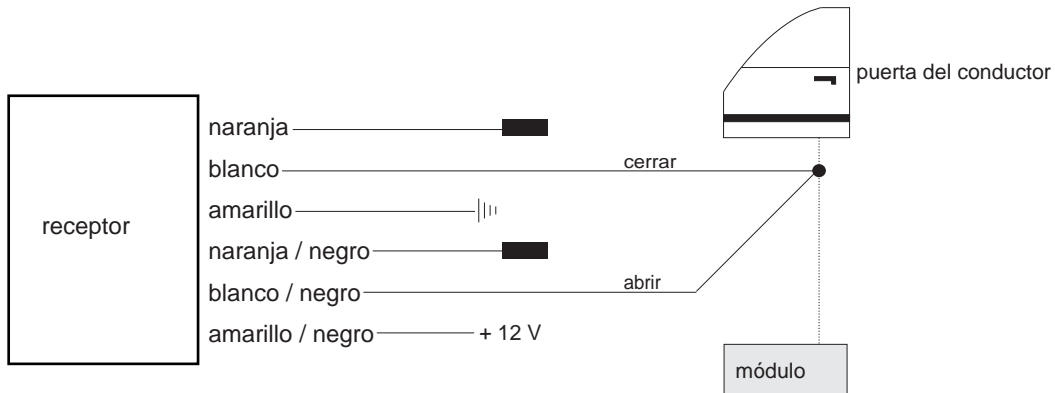 puerta del conductor
naranja
blanco
cerrar
amarillo
receptor
naranja / negro
blanco / negro
abrir
amarillo / negro
+ 12 V
módulo